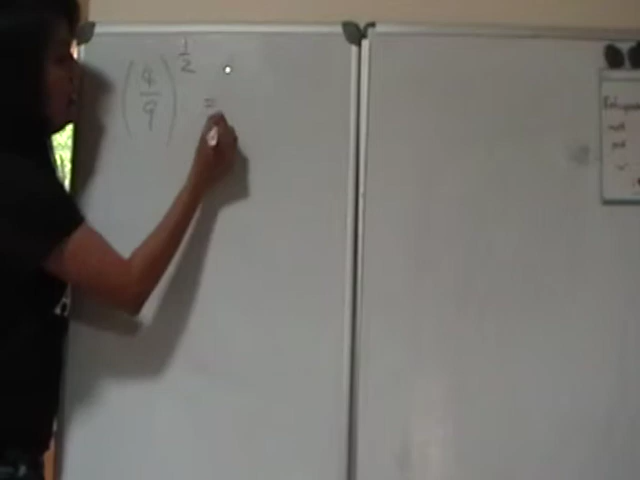 (4/9)^(1/2) =